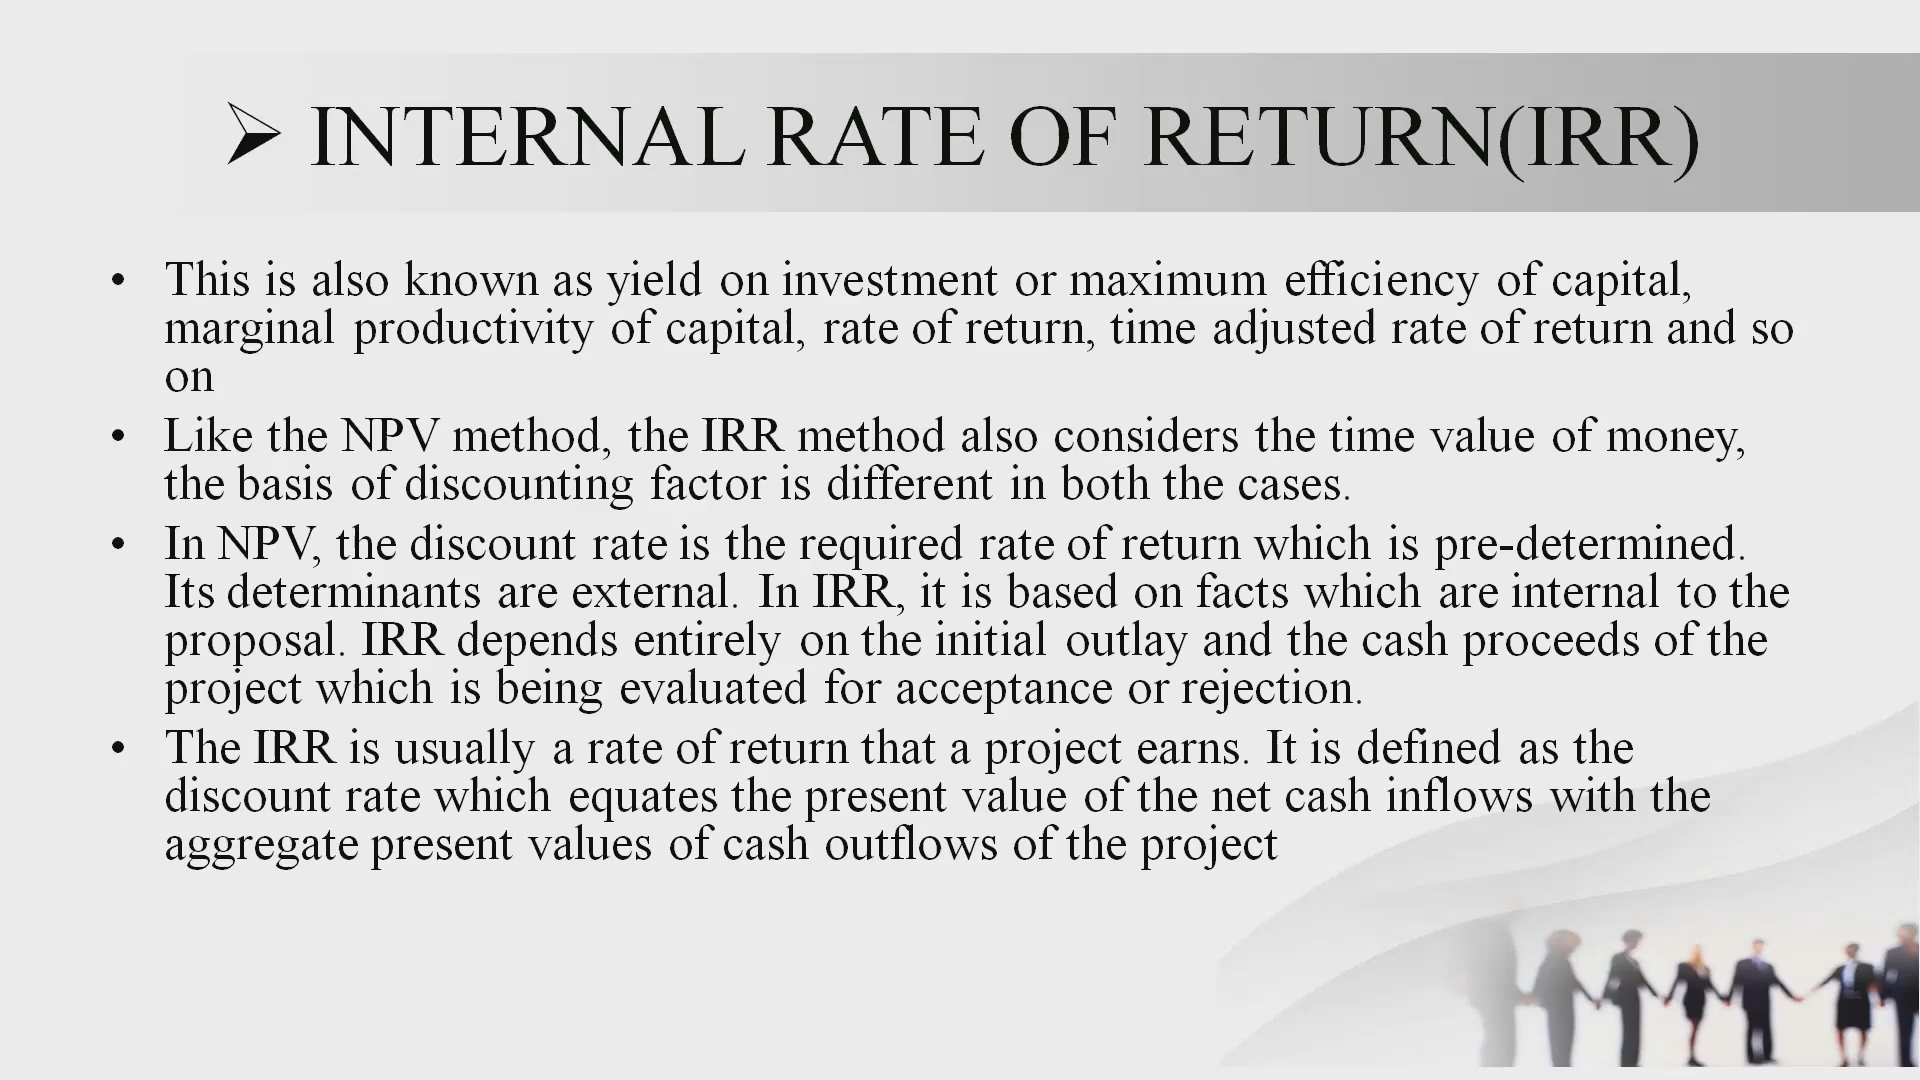 ➢ INTERNAL RATE OF RETURN(IRR)
• This is also known as yield on investment or maximum efficiency of capital,
marginal productivity of capital, rate of return, time adjusted rate of return and so
on
• Like the NPV method, the IRR method also considers the time value of money,
the basis of discounting factor is different in both the cases.
• In NPV, the discount rate is the required rate of return which is pre-determined.
Its determinants are external. In IRR, it is based on facts which are internal to the
proposal. IRR depends entirely on the initial outlay and the cash proceeds of the
project which is being evaluated for acceptance or rejection.
• The IRR is usually a rate of return that a project earns. It is defined as the
discount rate which equates the present value of the net cash inflows with the
aggregate present values of cash outflows of the project